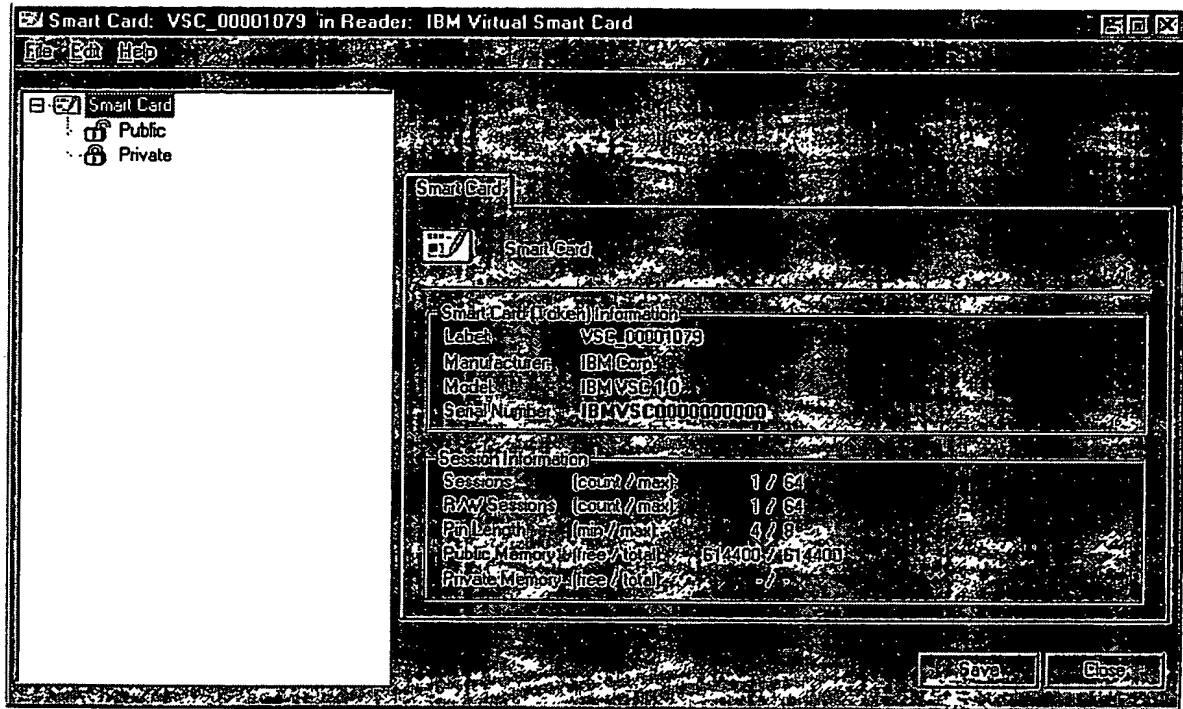 Smart Card: VSC_00001079 in Reader: IBM Virtual Smart Card
File Edit Help
Smart Card
Public
Private
Smart Card
Smart Card
Smart Card (Token) Information
Label: VSC_00001079
Manufacturer: IBM Corp.
Model: IBM VSC 1.0
Serial Number: IBMVSC0000000000
Session Information
Sessions (count / max): 1 / 64
R/W Sessions (count / max): 1 / 64
Pin Length (min / max): 4 / 8
Public Memory (free / total): 614400 / 614400
Private Memory (free / total): - / -
Save Close